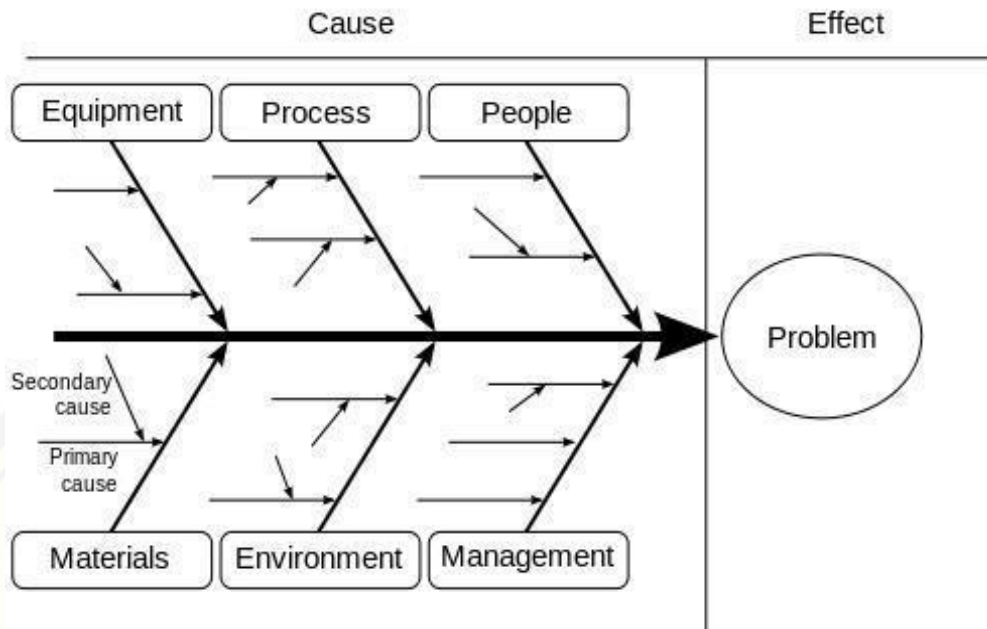 Cause
Effect
Equipment
Process
People
Problem
Secondary
cause
Primary
cause
Materials
Environment
Management